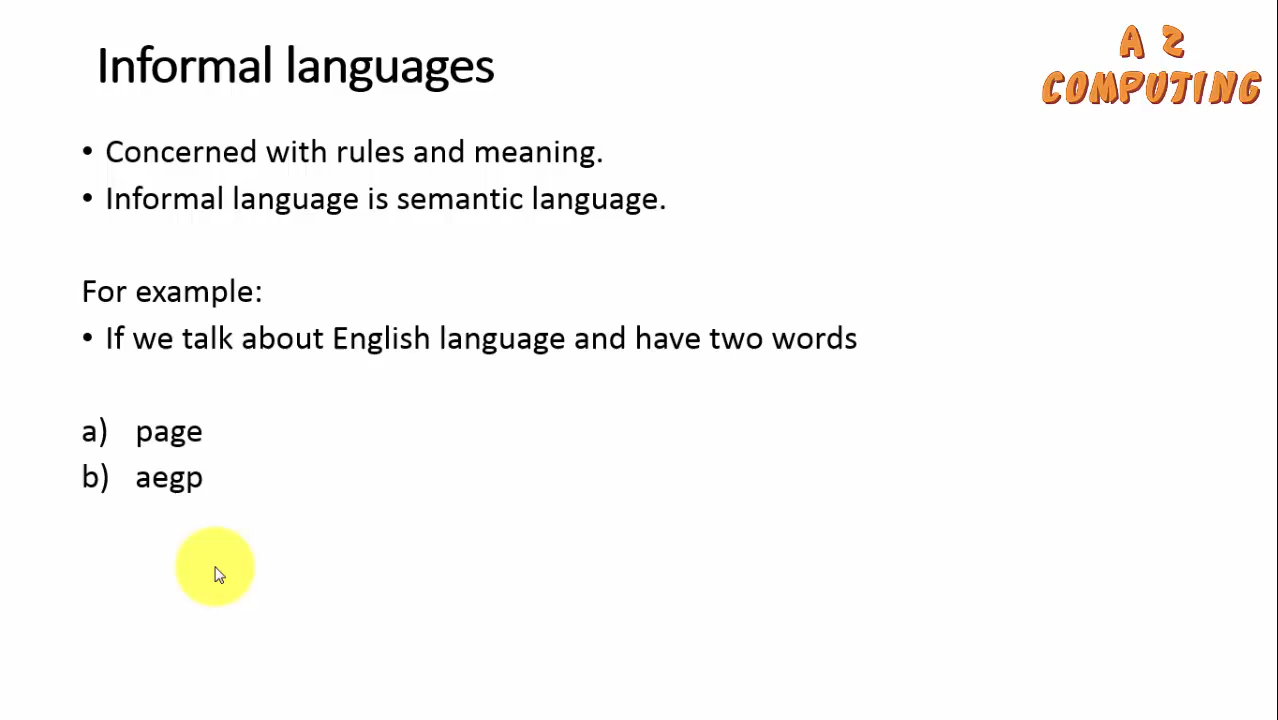 Informal languages
A Z
COMPUTING
• Concerned with rules and meaning.
• Informal language is semantic language.
For example:
• If we talk about English language and have two words
a) page
b) aegp